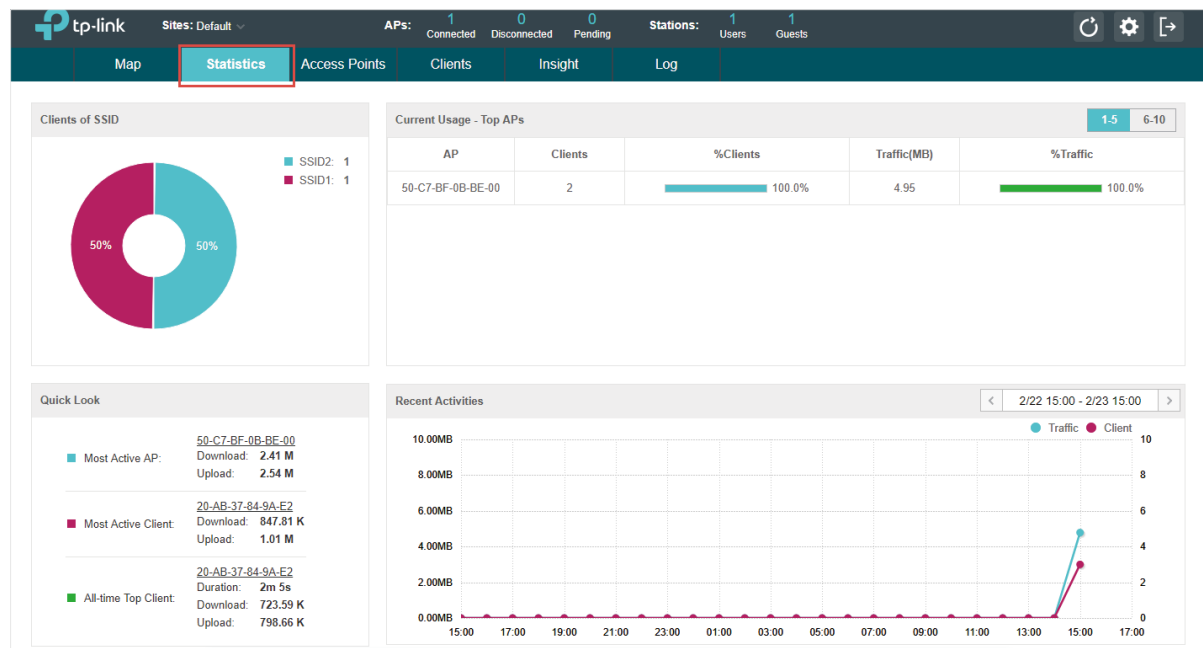 tp-link Sites: Default APs: 1 Connected 0 Disconnected 0 Pending Stations: 1 Users 1 Guests
Map Statistics Access Points Clients Insight Log
Clients of SSID
SSID2: 1
SSID1: 1
50% 50%
Current Usage - Top APs 1-5 6-10
AP Clients %Clients Traffic(MB) %Traffic
50-C7-BF-0B-BE-00 2 100.0% 4.95 100.0%
Quick Look
Most Active AP: 50-C7-BF-0B-BE-00
Download: 2.41 M
Upload: 2.54 M
Most Active Client: 20-AB-37-84-9A-E2
Download: 847.81 K
Upload: 1.01 M
All-time Top Client: 20-AB-37-84-9A-E2
Duration: 2m 5s
Download: 723.59 K
Upload: 798.66 K
Recent Activities < 2/22 15:00 - 2/23 15:00 >
Traffic Client
10.00MB 10
8.00MB 8
6.00MB 6
4.00MB 4
2.00MB 2
0.00MB 0
15:00 17:00 19:00 21:00 23:00 01:00 03:00 05:00 07:00 09:00 11:00 13:00 15:00 17:00